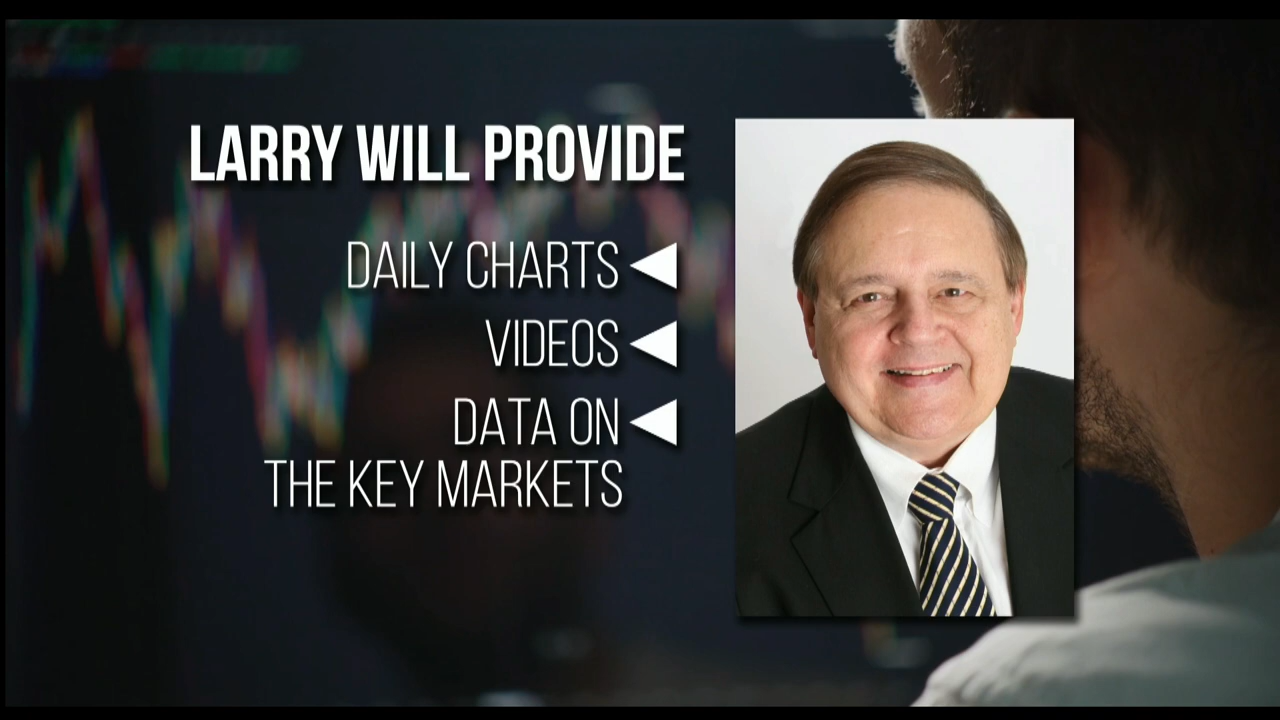 LARRY WILL PROVIDE
DAILY CHARTS
VIDEOS
DATA ON
THE KEY MARKETS